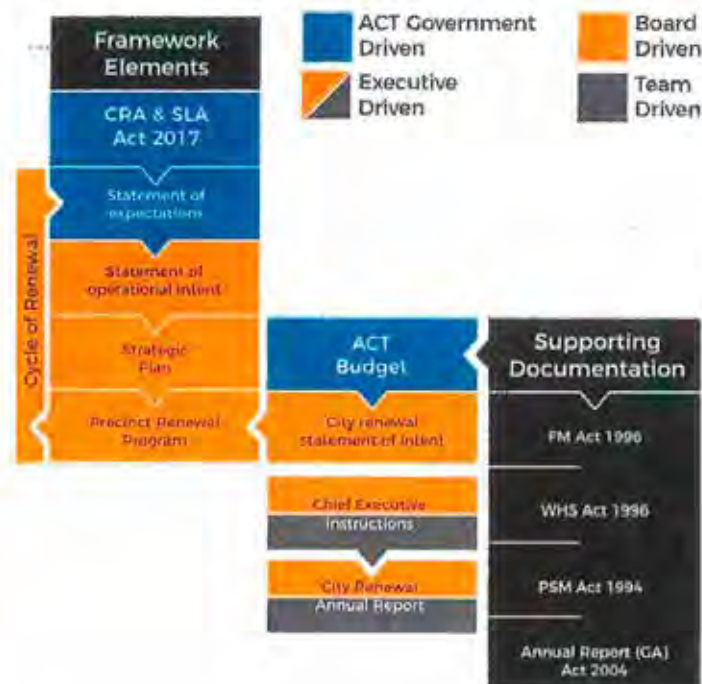 Framework
Elements
ACT Government
Driven
Board
Driven
Executive
Driven
Team
Driven
CRA & SLA
Act 2017
Statement of
expectations
Statement of
operational intent
Strategic
Plan
Precinct Renewal
Program
Cycle of Renewal
ACT
Budget
City renewal
statement of intent
Chief Executive
Instructions
City Renewal
Annual Report
Supporting
Documentation
FM Act 1996
WHS Act 1996
PSM Act 1994
Annual Report (GA)
Act 2004